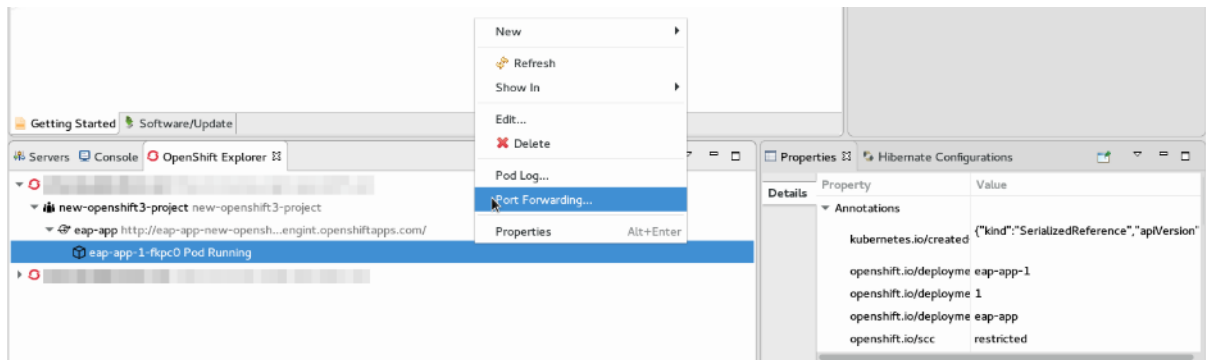 New
Refresh
Show In
Edit...
Delete
Pod Log...
Port Forwarding...
Properties Alt+Enter
Getting Started Software/Update
Servers Console OpenShift Explorer
new-openshift3-project new-openshift3-project
eap-app http://eap-app-new-opensh...engint.openshiftapps.com/
eap-app-1-fkpc0 Pod Running
Properties Hibernate Configurations
Details
Property Value
Annotations
kubernetes.io/created {"kind":"SerializedReference","apiVersion"
openshift.io/deployme eap-app-1
openshift.io/deployme 1
openshift.io/deployme eap-app
openshift.io/scc restricted